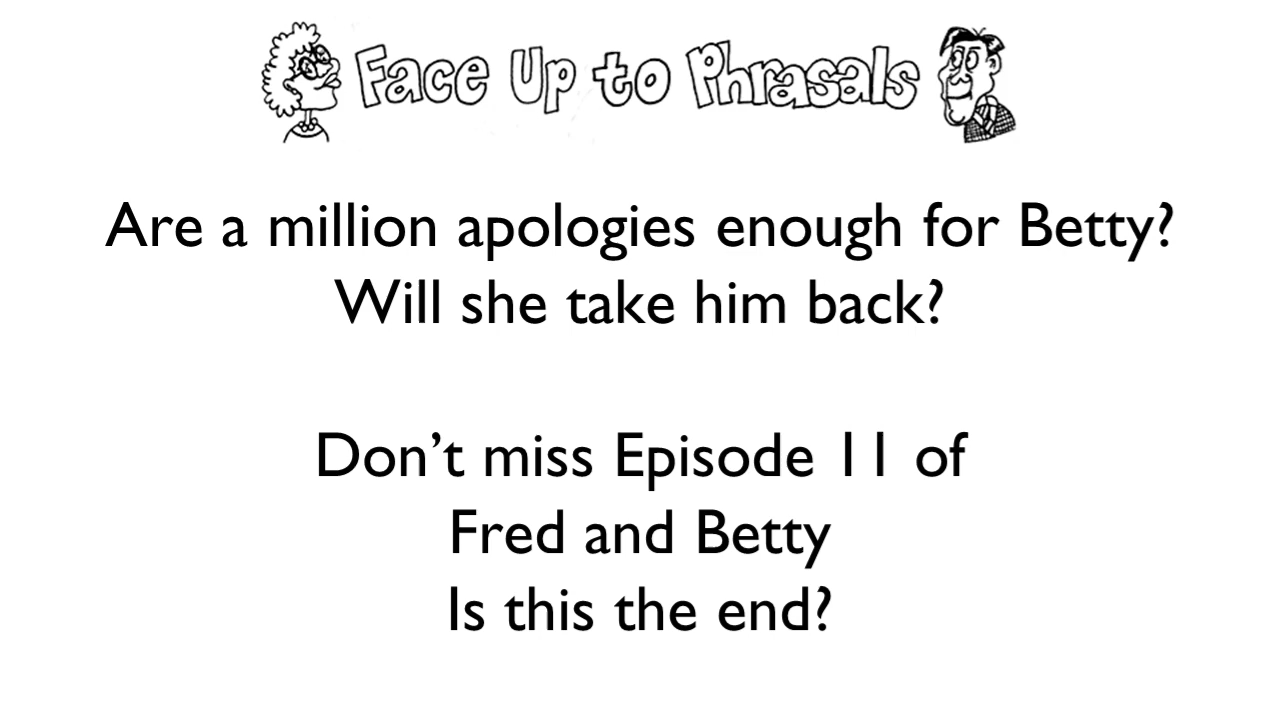 Face Up to Phrasals
Are a million apologies enough for Betty?
Will she take him back?
Don’t miss Episode 11 of
Fred and Betty
Is this the end?